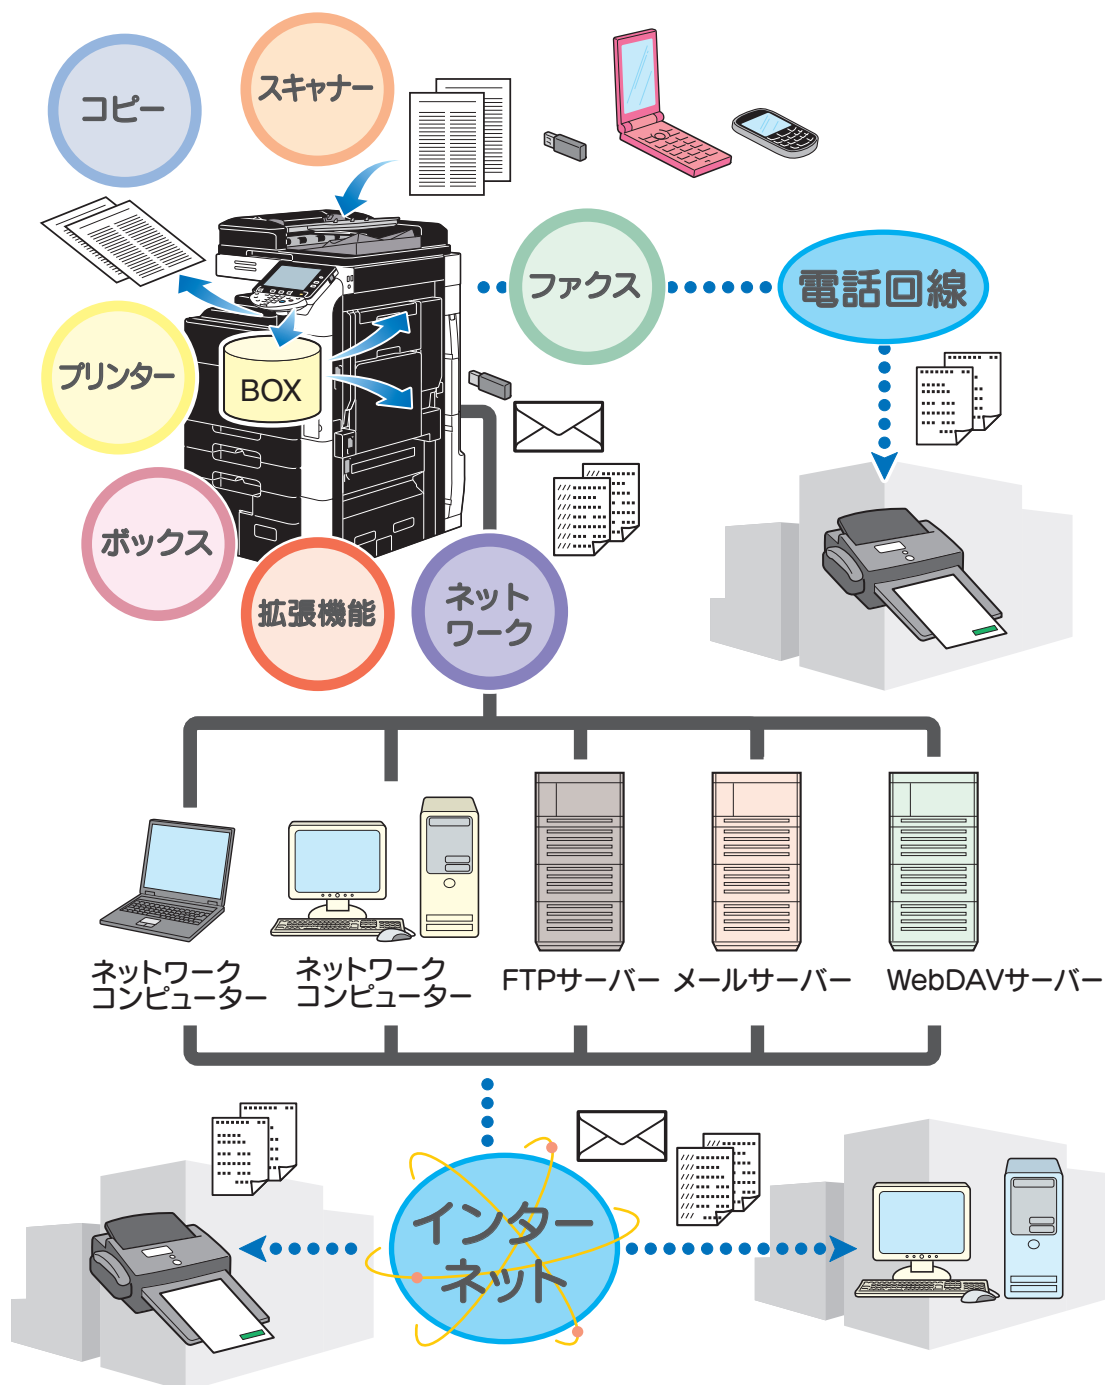 コピー
スキャナー
ファクス
電話回線
プリンター
BOX
ボックス
拡張機能
ネット
ワーク
ネットワーク
コンピューター
ネットワーク
コンピューター
FTPサーバー
メールサーバー
WebDAVサーバー
インター
ネット